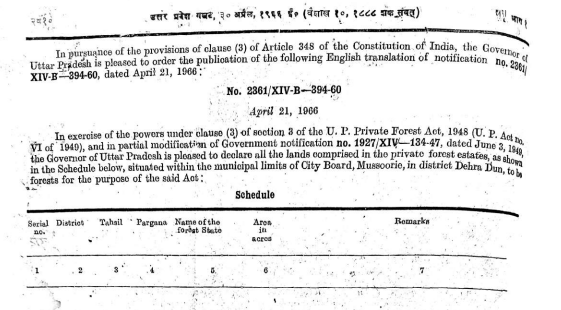 उत्तर प्रदेश गजट, ३० अप्रैल, १९६६ ई० (वैशाख १०, १८८८ शक संवत्)
In pursuance of the provisions of clause (3) of Article 348 of the Constitution of India, the Governor of
Uttar Pradesh is pleased to order the publication of the following English translation of notification no. 2361/
XIV-B—394-60, dated April 21, 1966:
No. 2361/XIV-B—394-60
April 21, 1966
In exercise of the powers under clause (3) of section 3 of the U. P. Private Forest Act, 1948 (U. P. Act no.
VI of 1949), and in partial modification of Government notification no. 1927/XIV—134-47, dated June 3, 1949,
the Governor of Uttar Pradesh is pleased to declare all the lands comprised in the private forest estates, as shown
in the Schedule below, situated within the municipal limits of City Board, Mussoorie, in district Dehra Dun, to be
forests for the purpose of the said Act:
Schedule
Serial no. District Tahsil Pargana Name of the forest State Area in acres Remarks
1 2 3 4 5 6 7